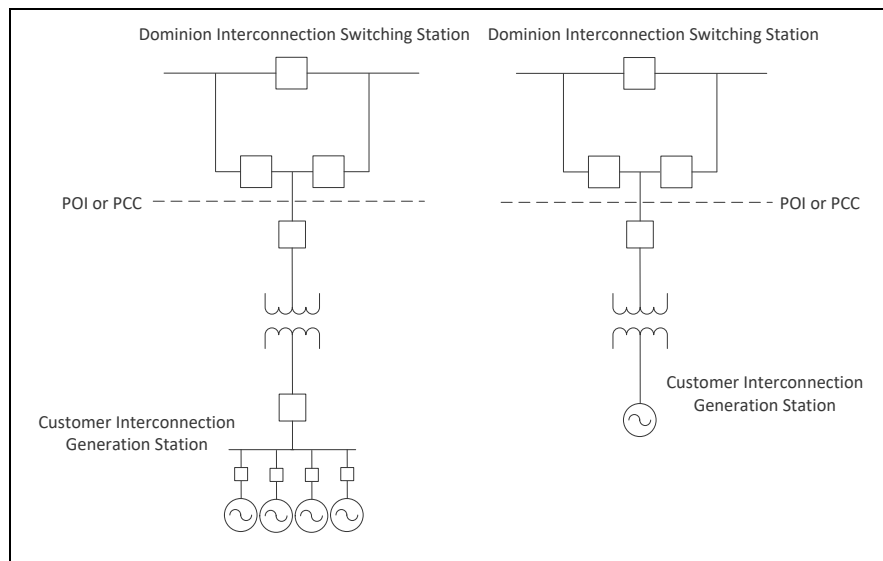 Dominion Interconnection Switching Station
Dominion Interconnection Switching Station
POI or PCC
POI or PCC
Customer Interconnection
Generation Station
Customer Interconnection
Generation Station